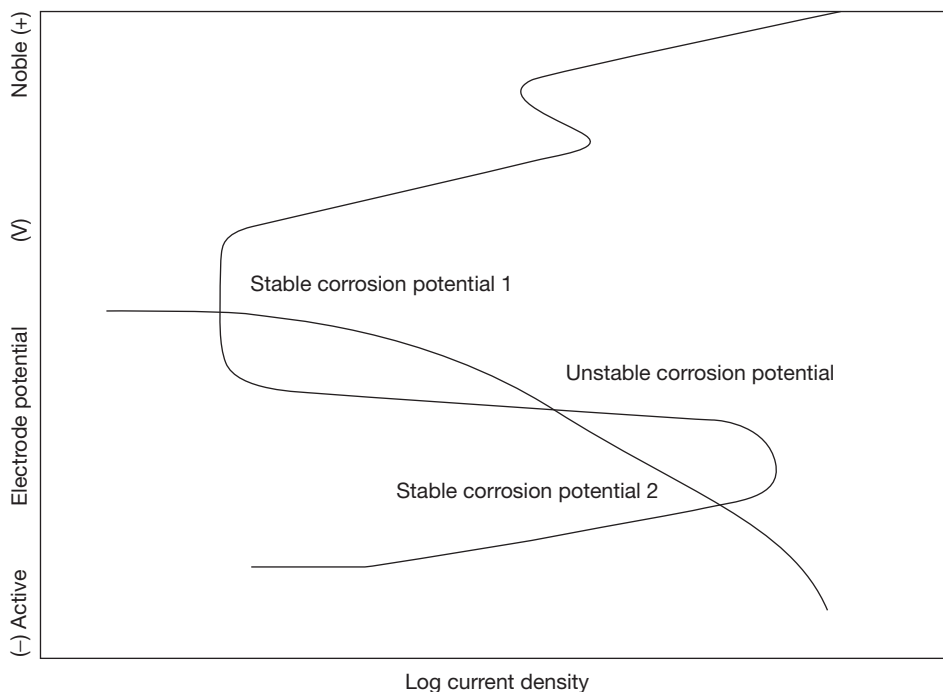 Noble (+)
(V)
Electrode potential
(–) Active
Stable corrosion potential 1
Unstable corrosion potential
Stable corrosion potential 2
Log current density